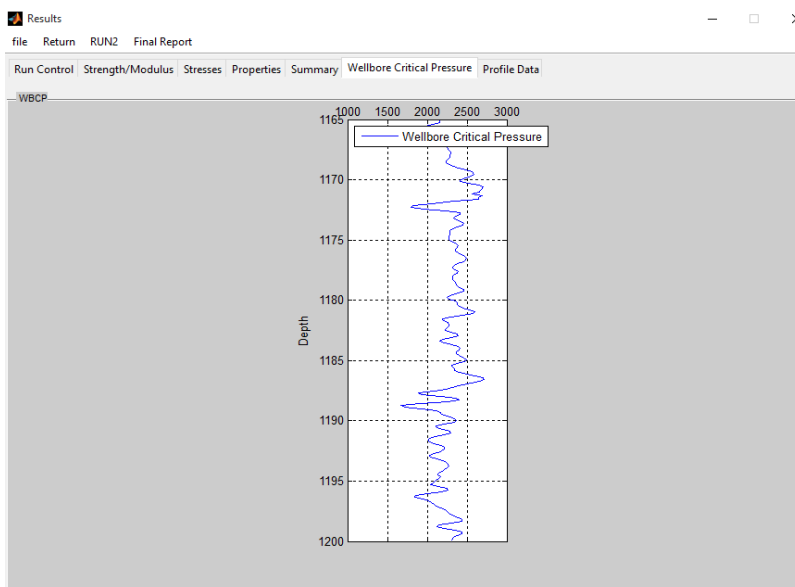 Results
file Return RUN2 Final Report
Run Control Strength/Modulus Stresses Properties Summary Wellbore Critical Pressure Profile Data
WBCP
1000 1500 2000 2500 3000
1165
Wellbore Critical Pressure
1170
1175
1180
Depth
1185
1190
1195
1200